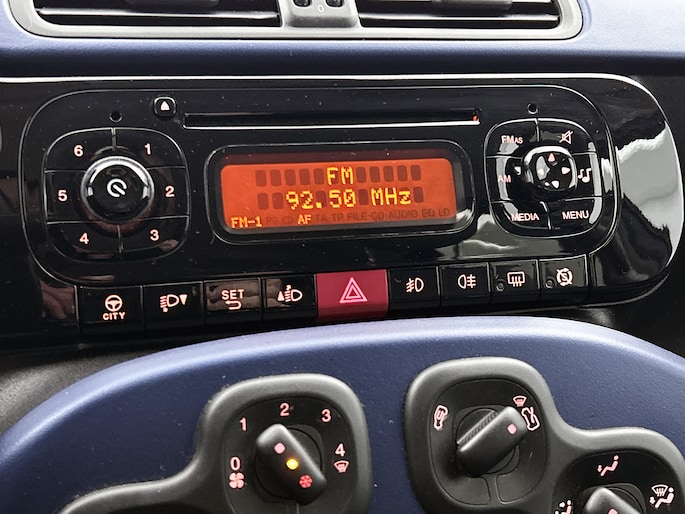 0
FMAS
6 1
FM
AM
5 2
92.50 MHz
4 3
MEDIA MENU
FM-1 AF TA TP FILE-CD-AUDIO EQ LD
SET
CITY
1 2 3 4
0